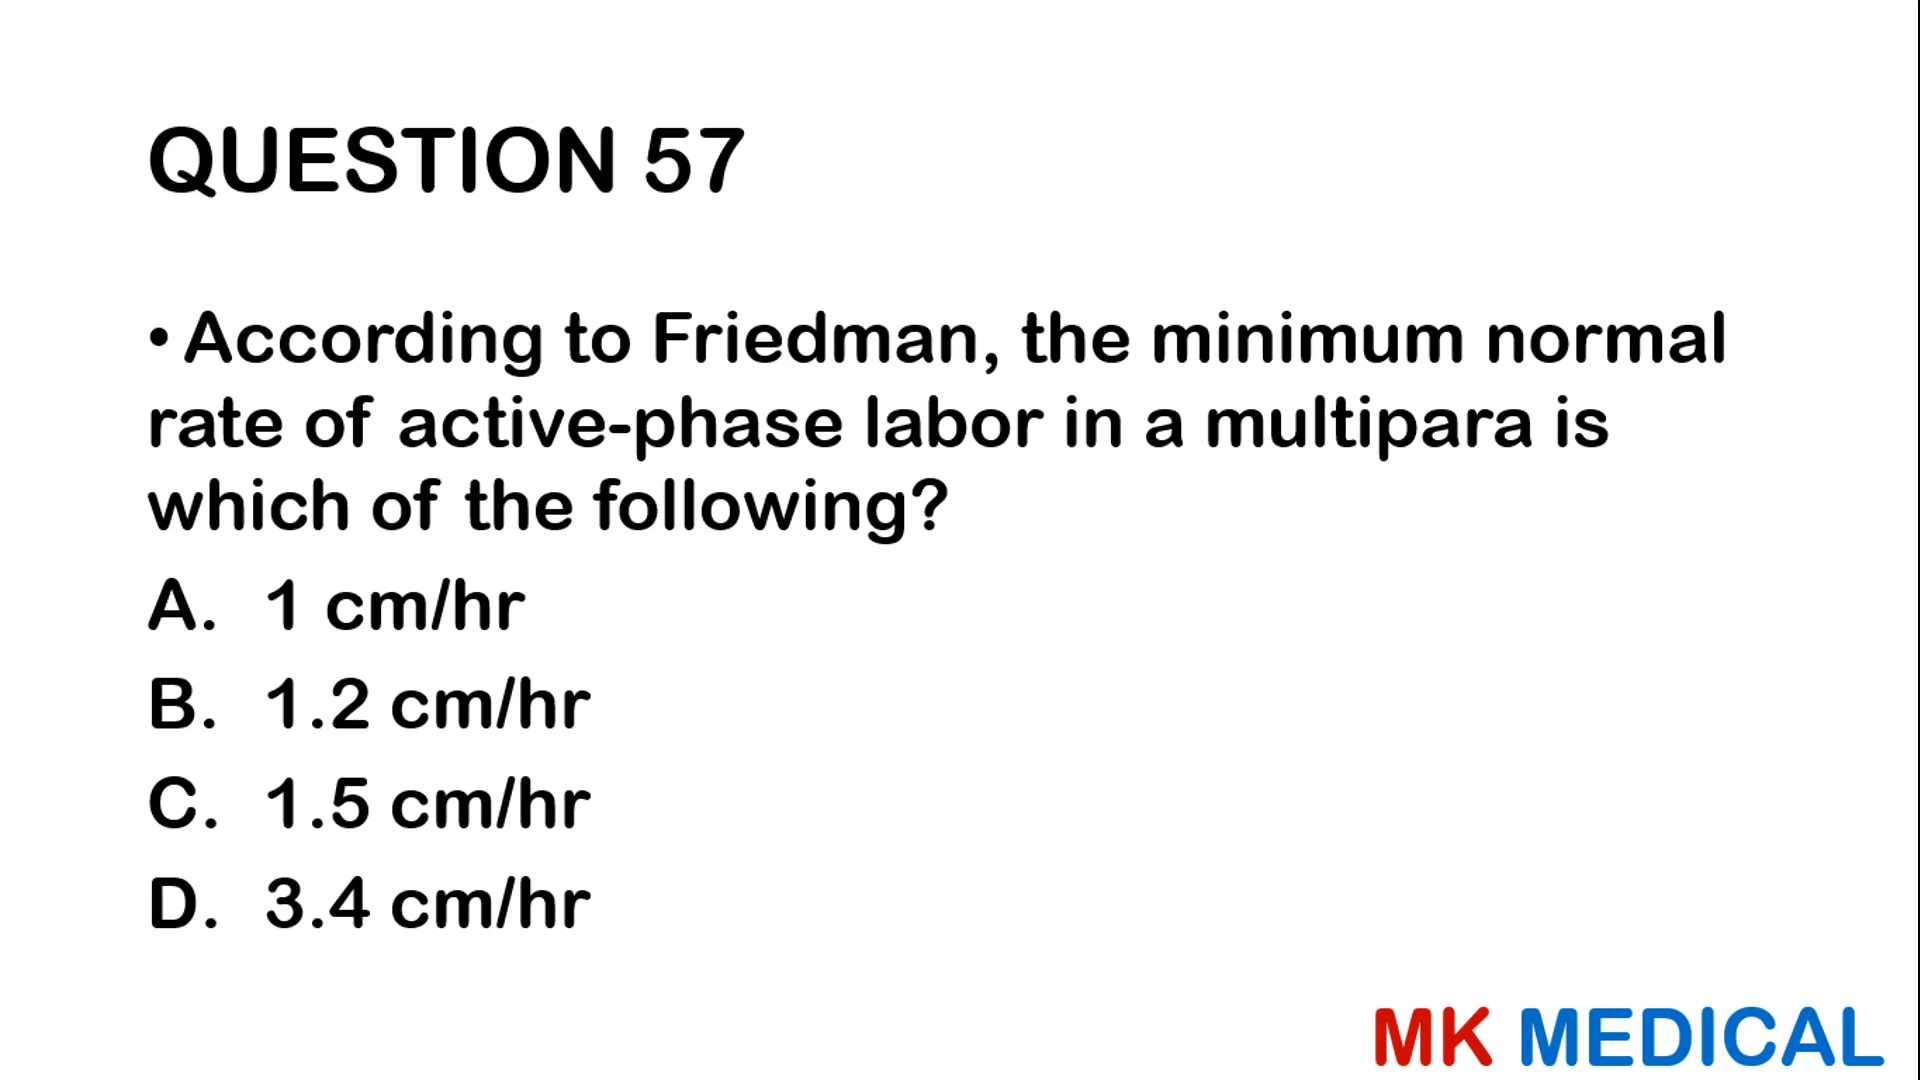 QUESTION 57
• According to Friedman, the minimum normal
rate of active-phase labor in a multipara is
which of the following?
A. 1 cm/hr
B. 1.2 cm/hr
C. 1.5 cm/hr
D. 3.4 cm/hr
MK MEDICAL